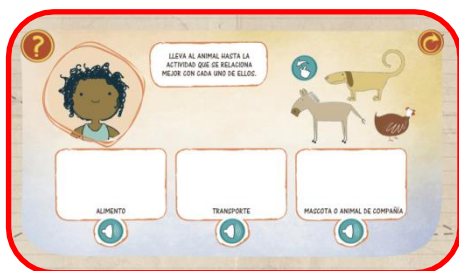 ?
LLEVA AL ANIMAL HASTA LA
ACTIVIDAD QUE SE RELACIONA
MEJOR CON CADA UNO DE ELLOS.
ALIMENTO
TRANSPORTE
MASCOTA O ANIMAL DE COMPAÑÍA